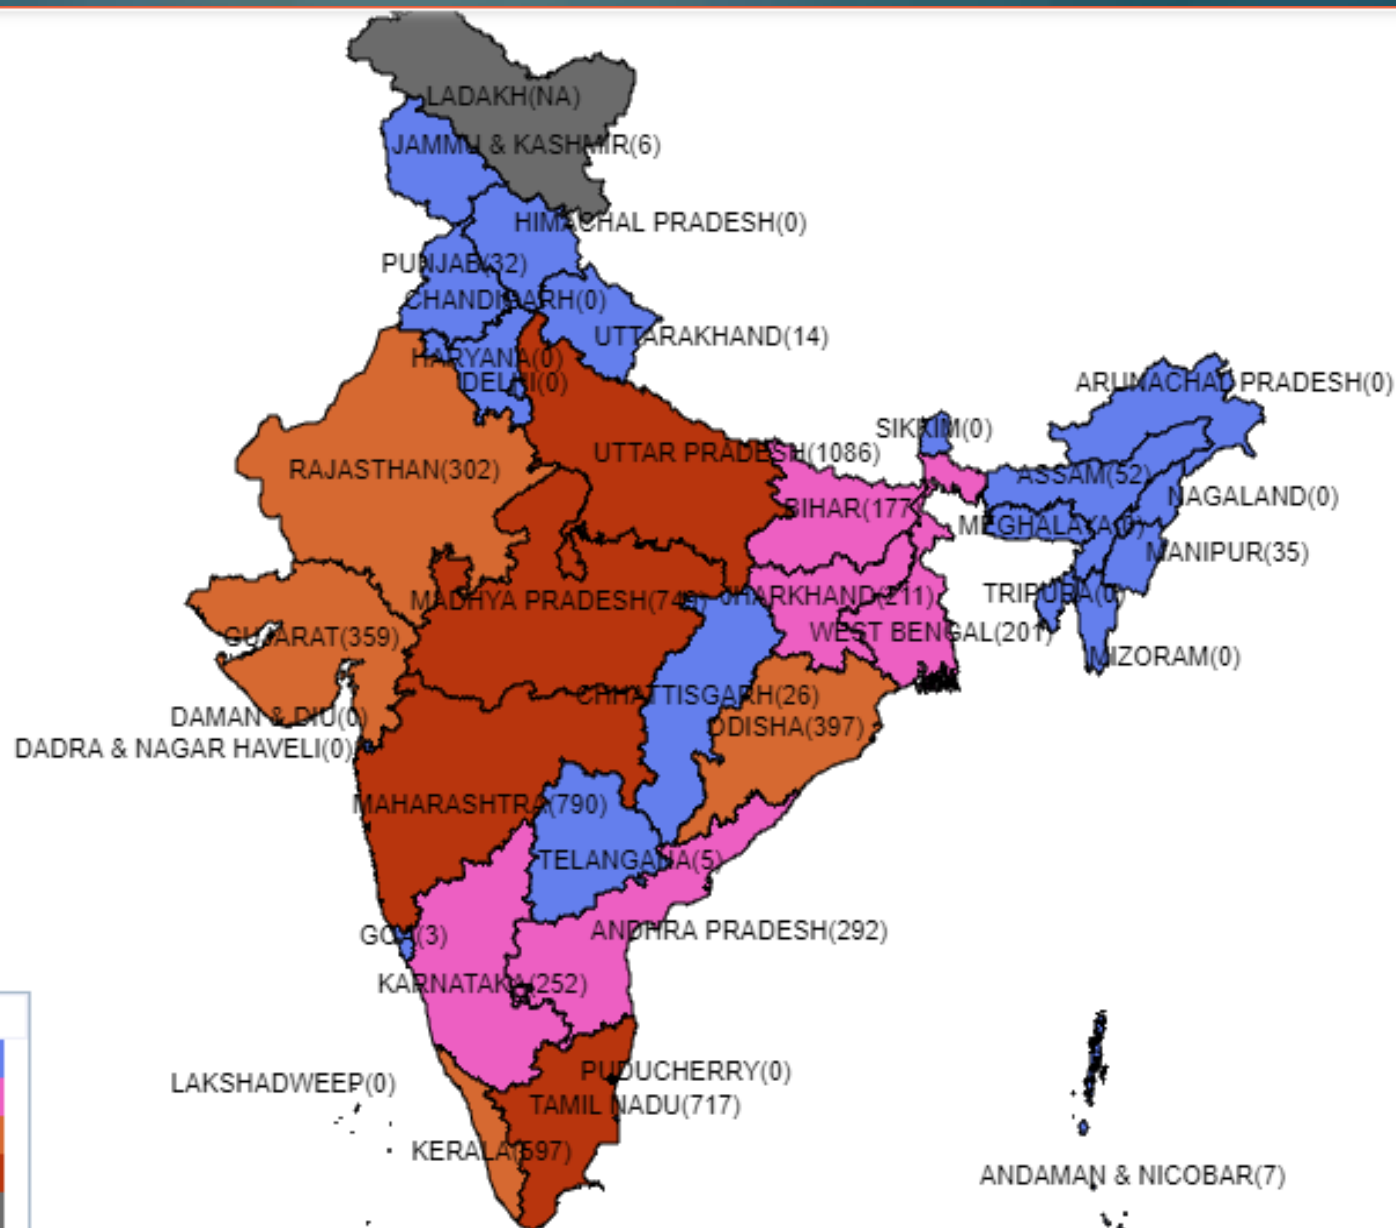 LADAKH(NA)
JAMMU & KASHMIR(6)
HIMACHAL PRADESH(0)
PUNJAB(32)
CHANDIGARH(0)
UTTARAKHAND(14)
HARYANA(0)
DELHI(0)
ARUNACHAL PRADESH(0)
SIKKIM(0)
UTTAR PRADESH(1086)
RAJASTHAN(302)
ASSAM(52)
NAGALAND(0)
BIHAR(177)
MEGHALAYA(0)
MANIPUR(35)
TRIPURA(0)
JHARKHAND(211)
MADHYA PRADESH
WEST BENGAL(201)
GUJARAT(359)
MIZORAM(0)
CHHATTISGARH(26)
DAMAN & DIU(0)
ODISHA(397)
DADRA & NAGAR HAVELI(0)
MAHARASHTRA(790)
TELANGANA(5)
ANDHRA PRADESH(292)
GOA(3)
KARNATAKA(252)
PUDUCHERRY(0)
LAKSHADWEEP(0)
TAMIL NADU(717)
KERALA(597)
ANDAMAN & NICOBAR(7)